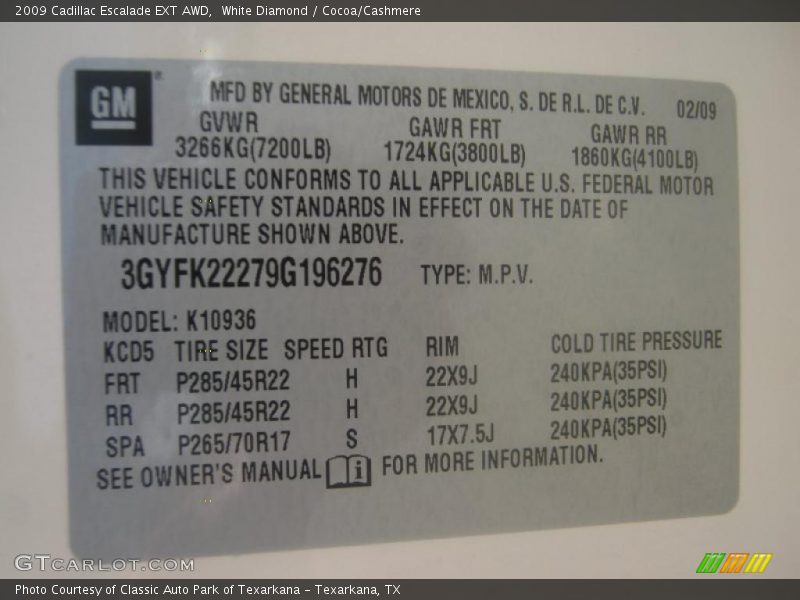 2009 Cadillac Escalade EXT AWD, White Diamond / Cocoa/Cashmere
GM ® MFD BY GENERAL MOTORS DE MEXICO, S. DE R.L. DE C.V. 02/09
GVWR GAWR FRT GAWR RR
3266KG(7200LB) 1724KG(3800LB) 1860KG(4100LB)
THIS VEHICLE CONFORMS TO ALL APPLICABLE U.S. FEDERAL MOTOR
VEHICLE SAFETY STANDARDS IN EFFECT ON THE DATE OF
MANUFACTURE SHOWN ABOVE.
3GYFK22279G196276 TYPE: M.P.V.
MODEL: K10936
KCD5 TIRE SIZE SPEED RTG RIM COLD TIRE PRESSURE
FRT P285/45R22 H 22X9J 240KPA(35PSI)
RR P285/45R22 H 22X9J 240KPA(35PSI)
SPA P265/70R17 S 17X7.5J 240KPA(35PSI)
SEE OWNER'S MANUAL i FOR MORE INFORMATION.
GTCARLOT.COM
Photo Courtesy of Classic Auto Park of Texarkana - Texarkana, TX